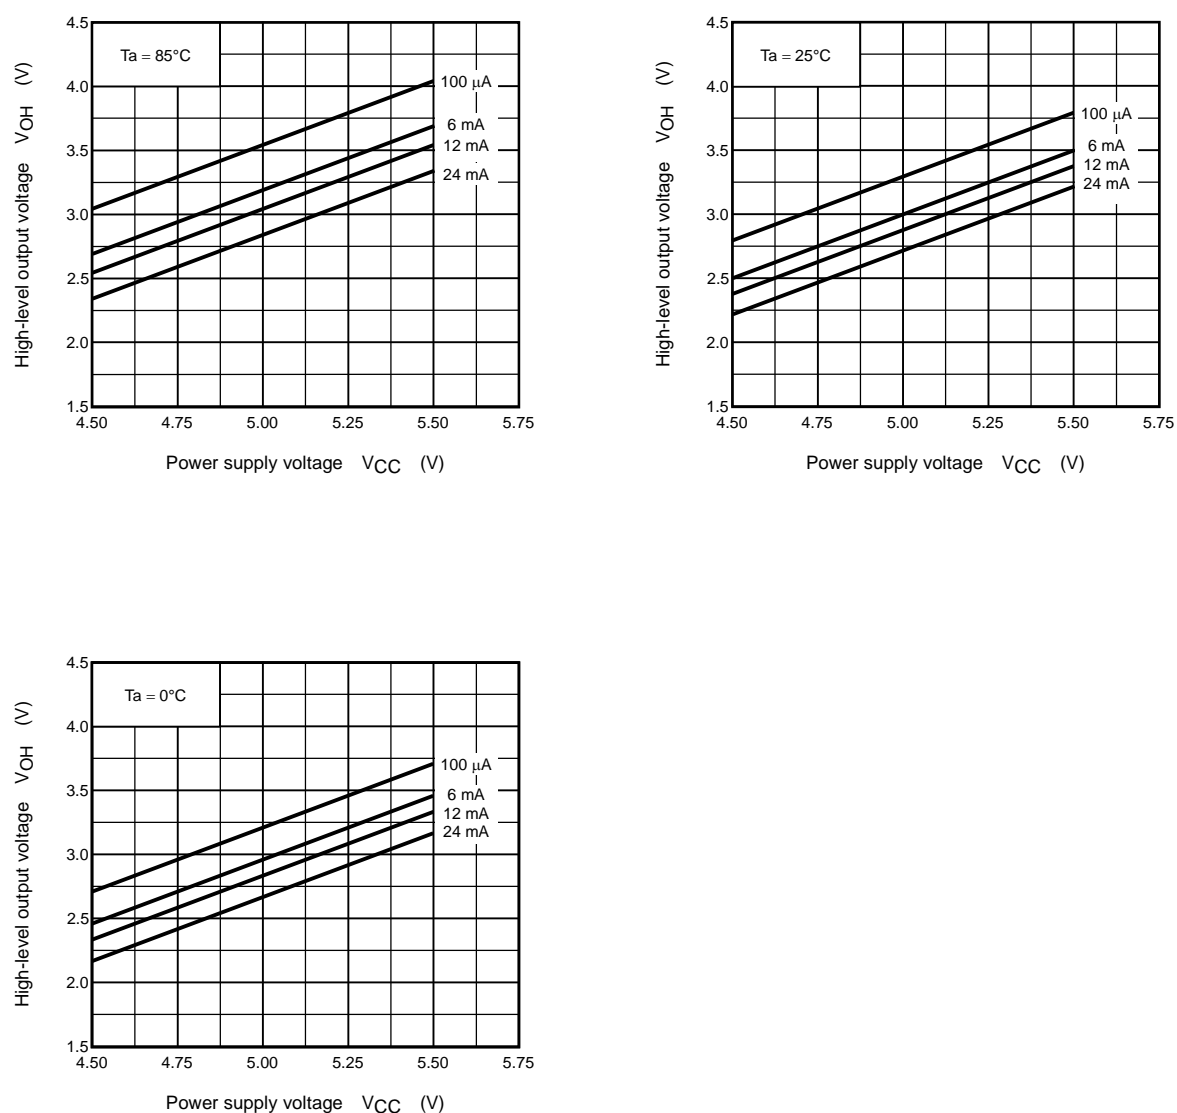 High-level output voltage VOH (V)
4.5
4.0
3.5
3.0
2.5
2.0
1.5
Ta = 85°C
100 μA
6 mA
12 mA
24 mA
4.50 4.75 5.00 5.25 5.50 5.75
Power supply voltage VCC (V)
High-level output voltage VOH (V)
4.5
4.0
3.5
3.0
2.5
2.0
1.5
Ta = 25°C
100 μA
6 mA
12 mA
24 mA
4.50 4.75 5.00 5.25 5.50 5.75
Power supply voltage VCC (V)
High-level output voltage VOH (V)
4.5
4.0
3.5
3.0
2.5
2.0
1.5
Ta = 0°C
100 μA
6 mA
12 mA
24 mA
4.50 4.75 5.00 5.25 5.50 5.75
Power supply voltage VCC (V)